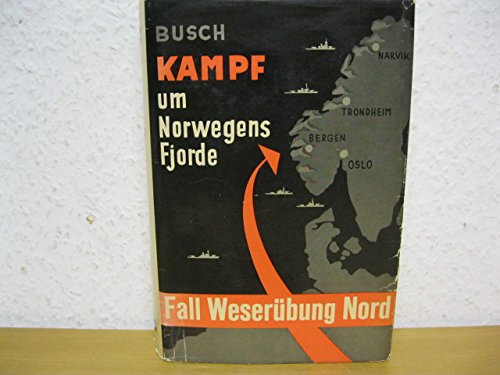 BUSCH
KAMPF
um
Norwegens
Fjorde
NARVIK
TRONDHEIM
BERGEN
OSLO
Fall Weserübung Nord